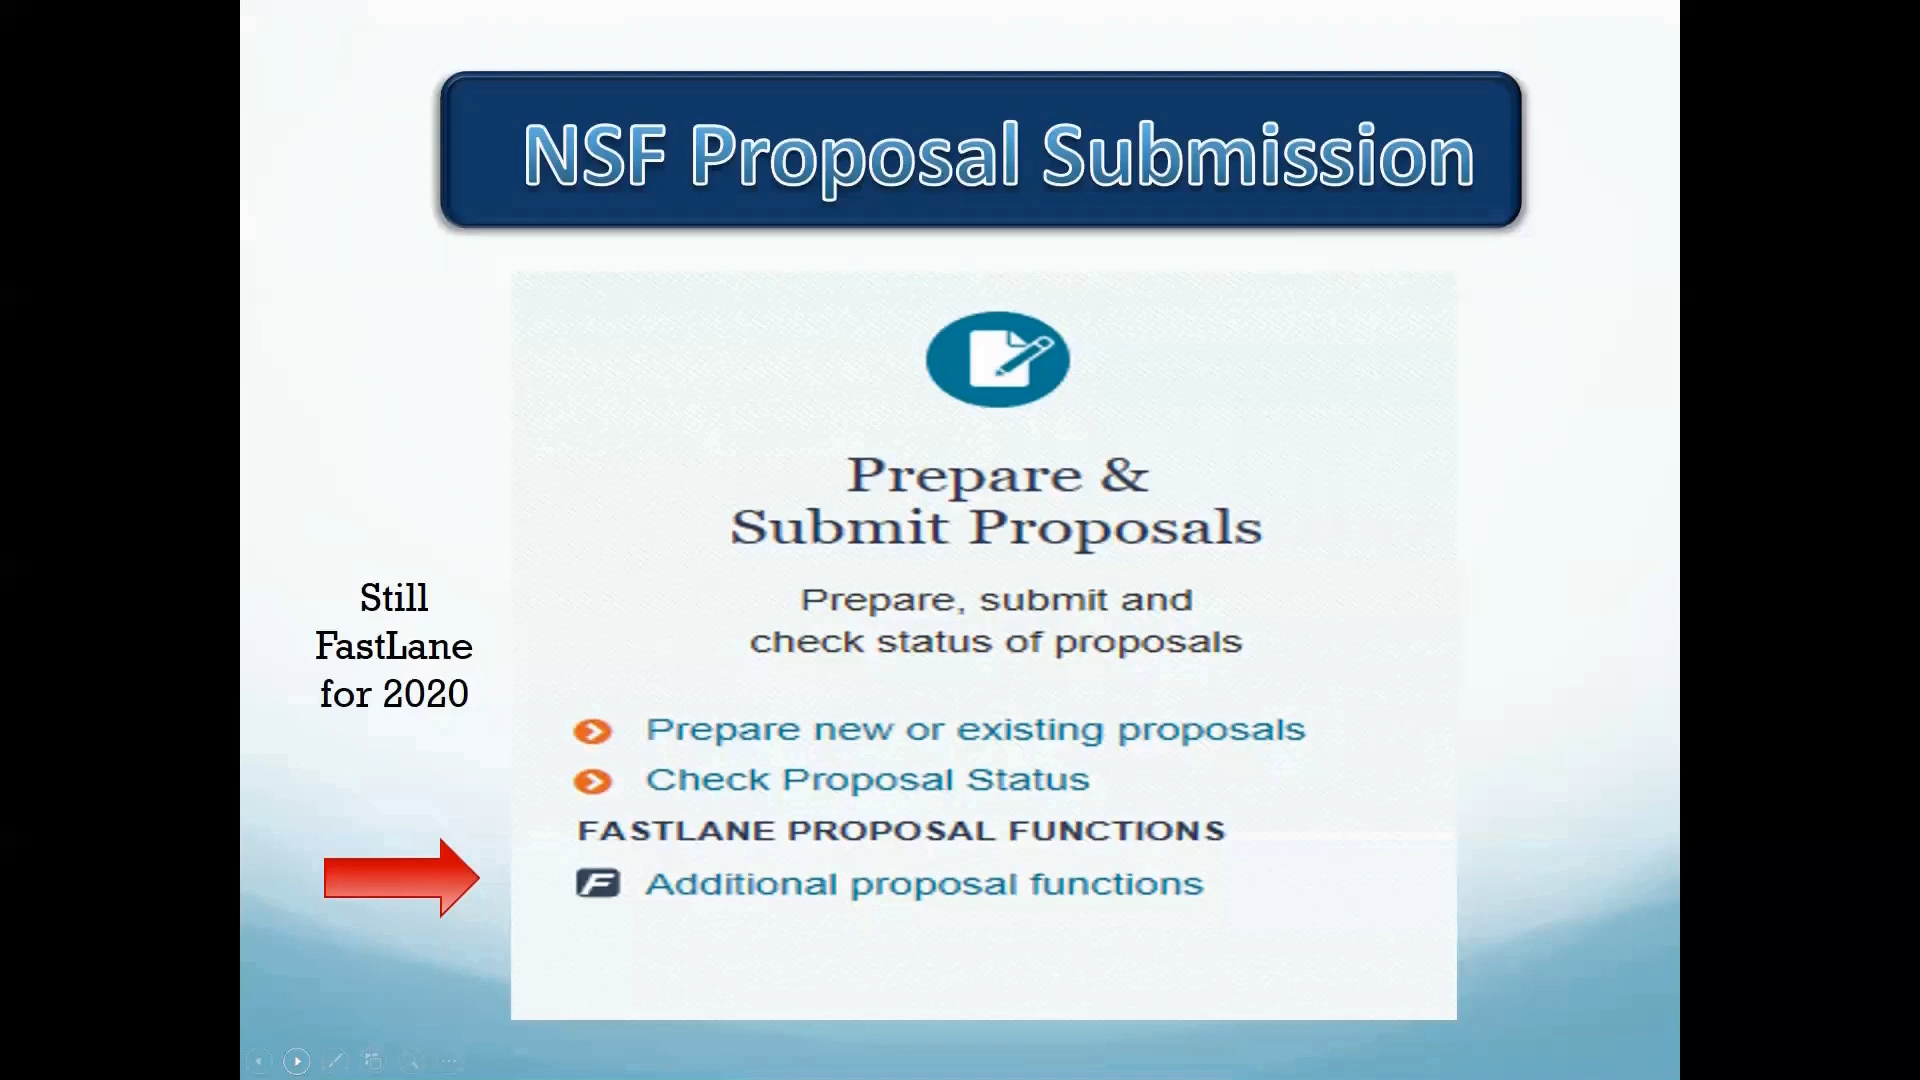 NSF Proposal Submission
Prepare &
Submit Proposals
Prepare, submit and
check status of proposals
Still
FastLane
for 2020
Prepare new or existing proposals
Check Proposal Status
FASTLANE PROPOSAL FUNCTIONS
F Additional proposal functions